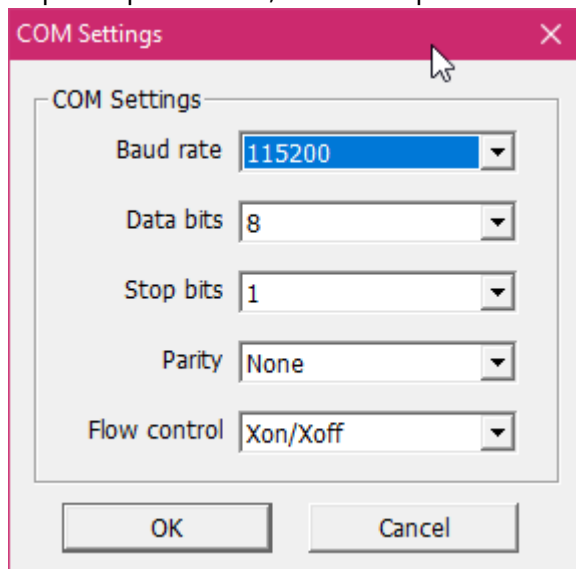 COM Settings
COM Settings
Baud rate 115200
Data bits 8
Stop bits 1
Parity None
Flow control Xon/Xoff
OK Cancel